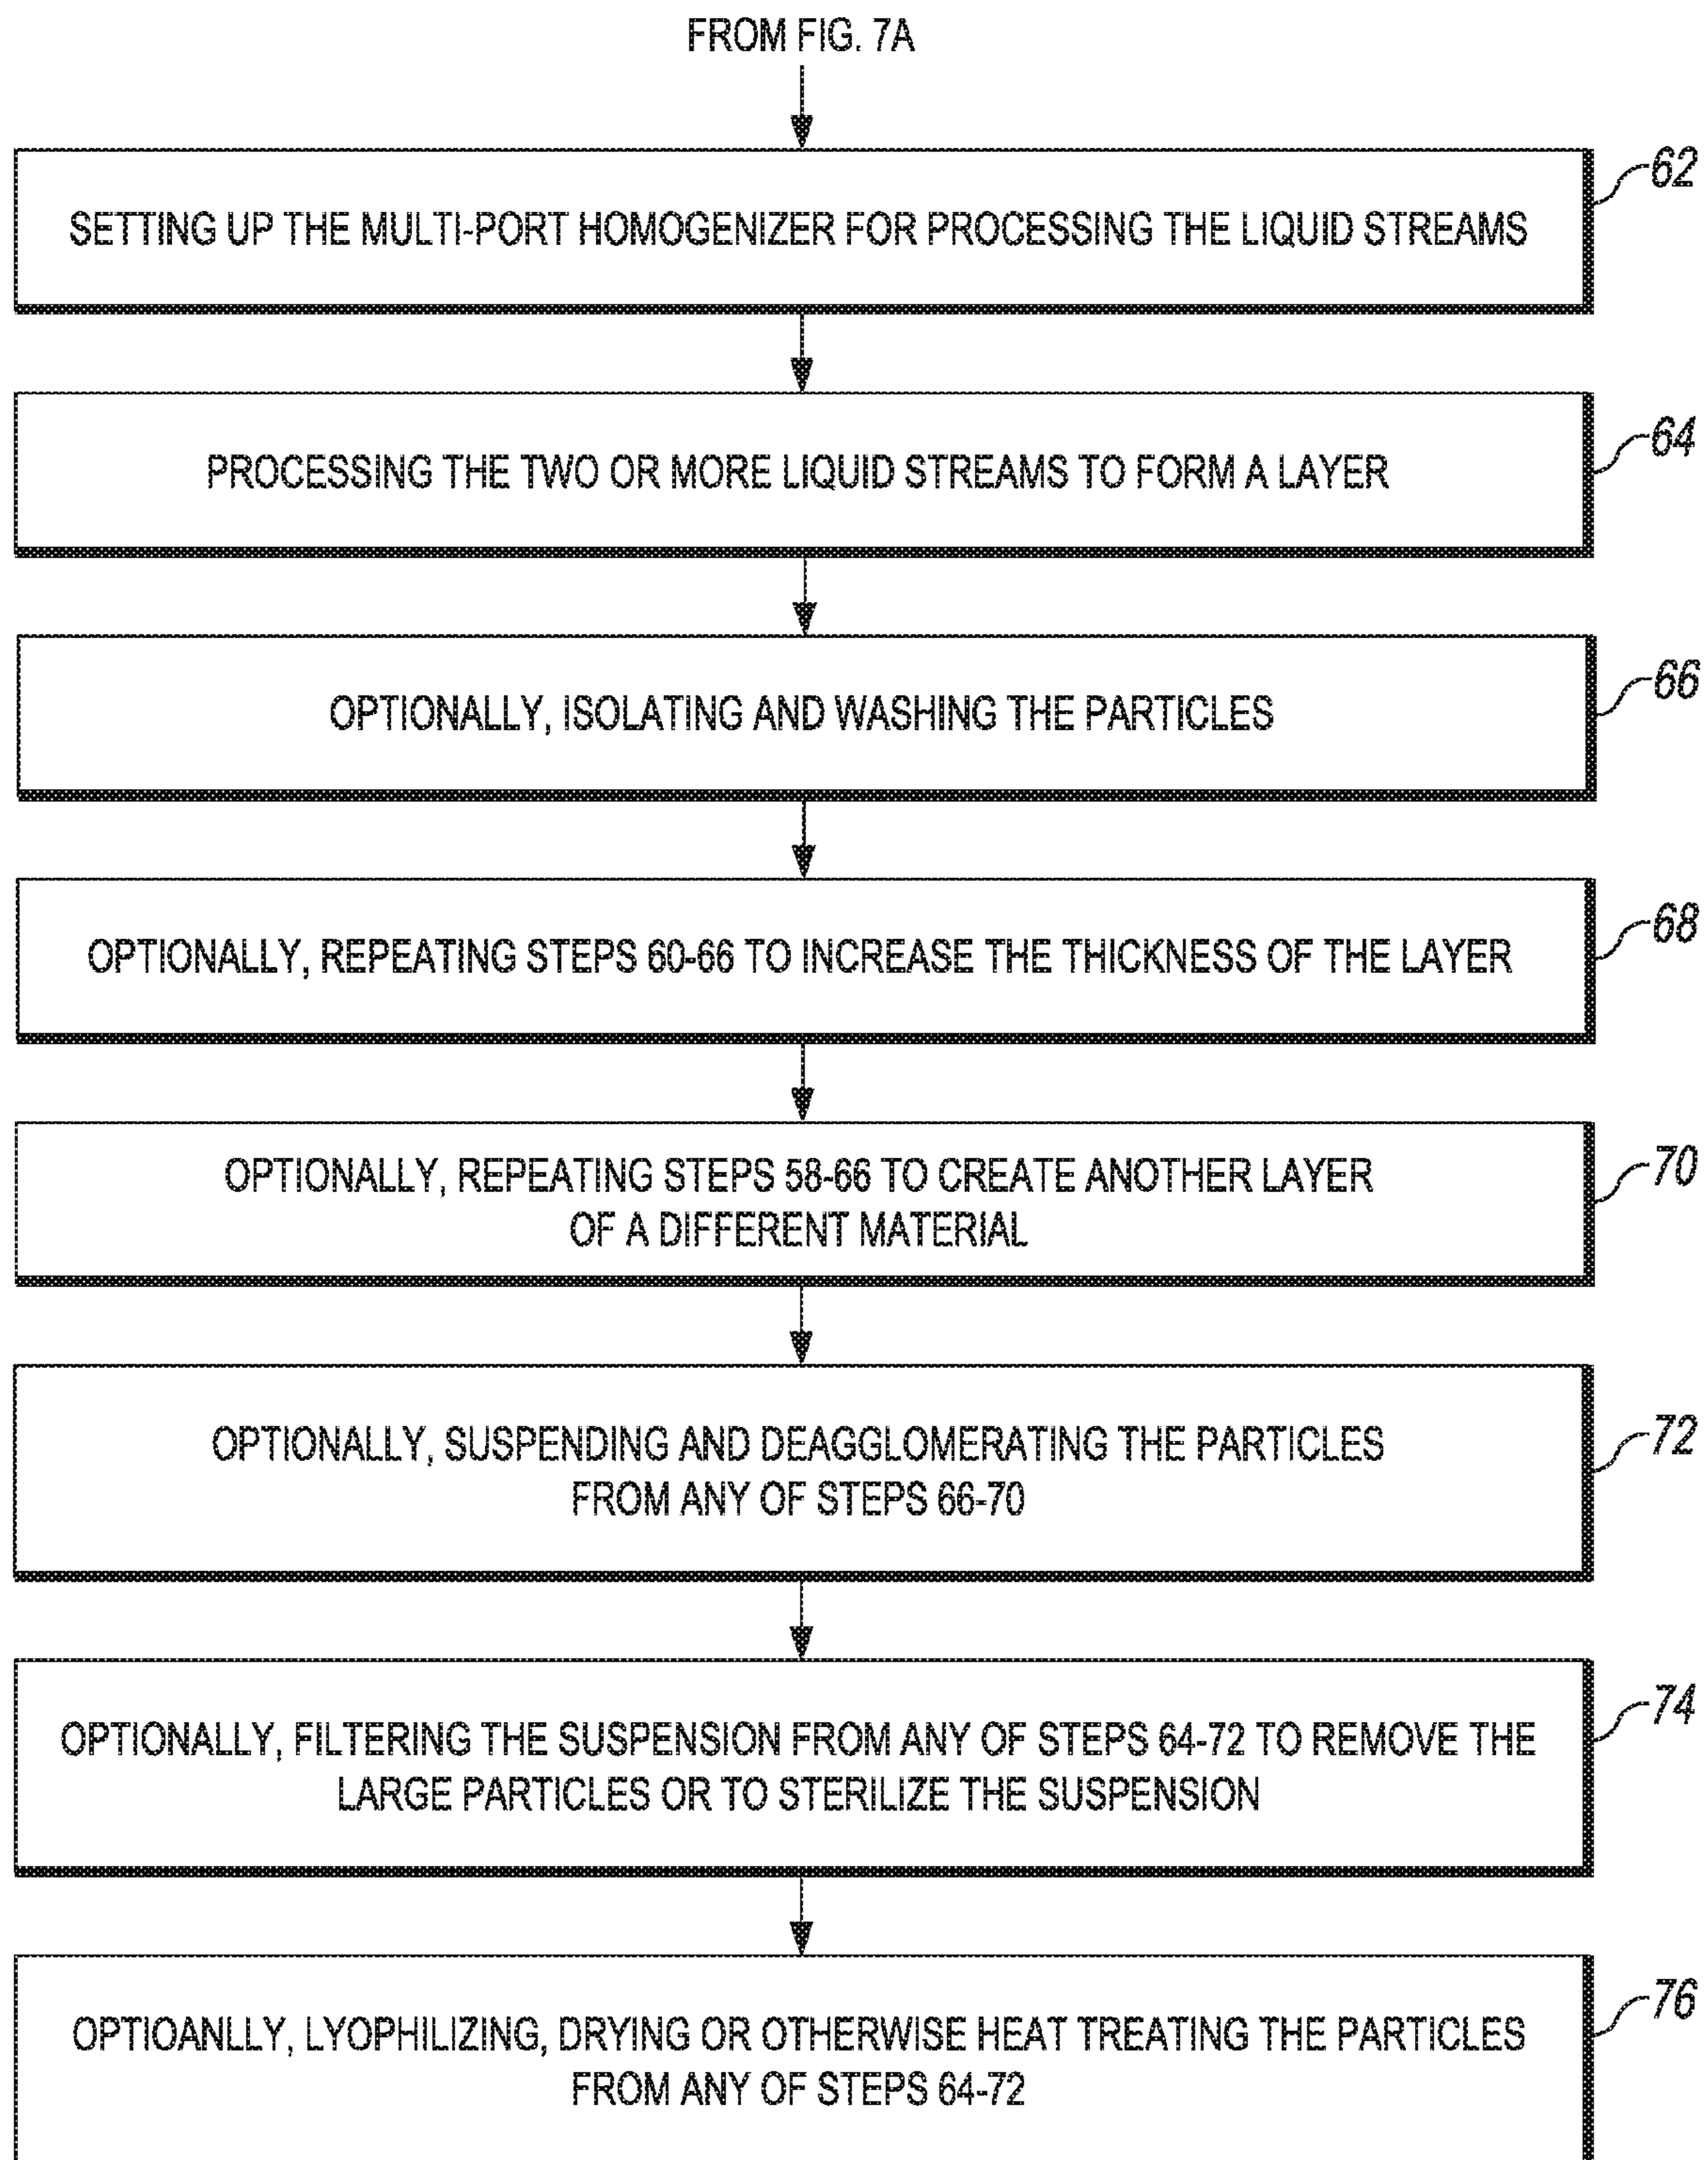 FROM FIG. 7A
62
SETTING UP THE MULTI-PORT HOMOGENIZER FOR PROCESSING THE LIQUID STREAMS
64
PROCESSING THE TWO OR MORE LIQUID STREAMS TO FORM A LAYER
66
OPTIONALLY, ISOLATING AND WASHING THE PARTICLES
68
OPTIONALLY, REPEATING STEPS 60-66 TO INCREASE THE THICKNESS OF THE LAYER
70
OPTIONALLY, REPEATING STEPS 58-66 TO CREATE ANOTHER LAYER
OF A DIFFERENT MATERIAL
72
OPTIONALLY, SUSPENDING AND DEAGGLOMERATING THE PARTICLES
FROM ANY OF STEPS 66-70
74
OPTIONALLY, FILTERING THE SUSPENSION FROM ANY OF STEPS 64-72 TO REMOVE THE
LARGE PARTICLES OR TO STERILIZE THE SUSPENSION
76
OPTIOANLLY, LYOPHILIZING, DRYING OR OTHERWISE HEAT TREATING THE PARTICLES
FROM ANY OF STEPS 64-72